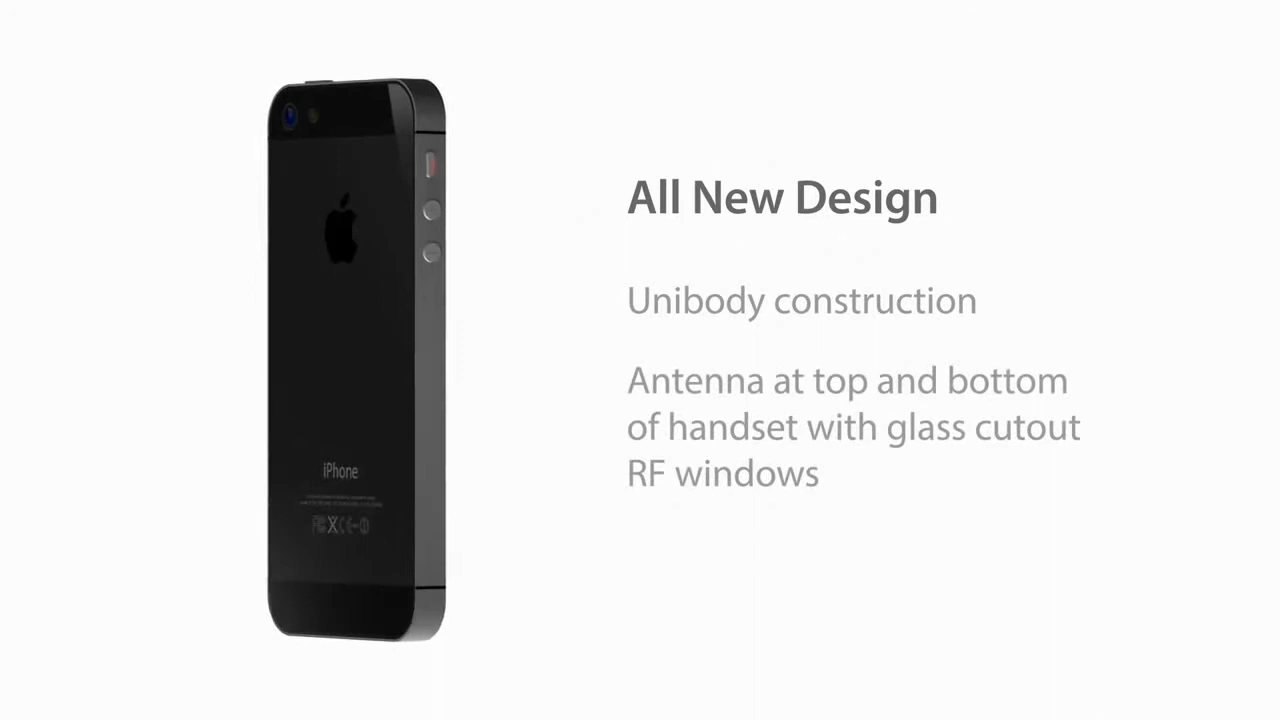 All New Design
Unibody construction
Antenna at top and bottom
of handset with glass cutout
RF windows
iPhone